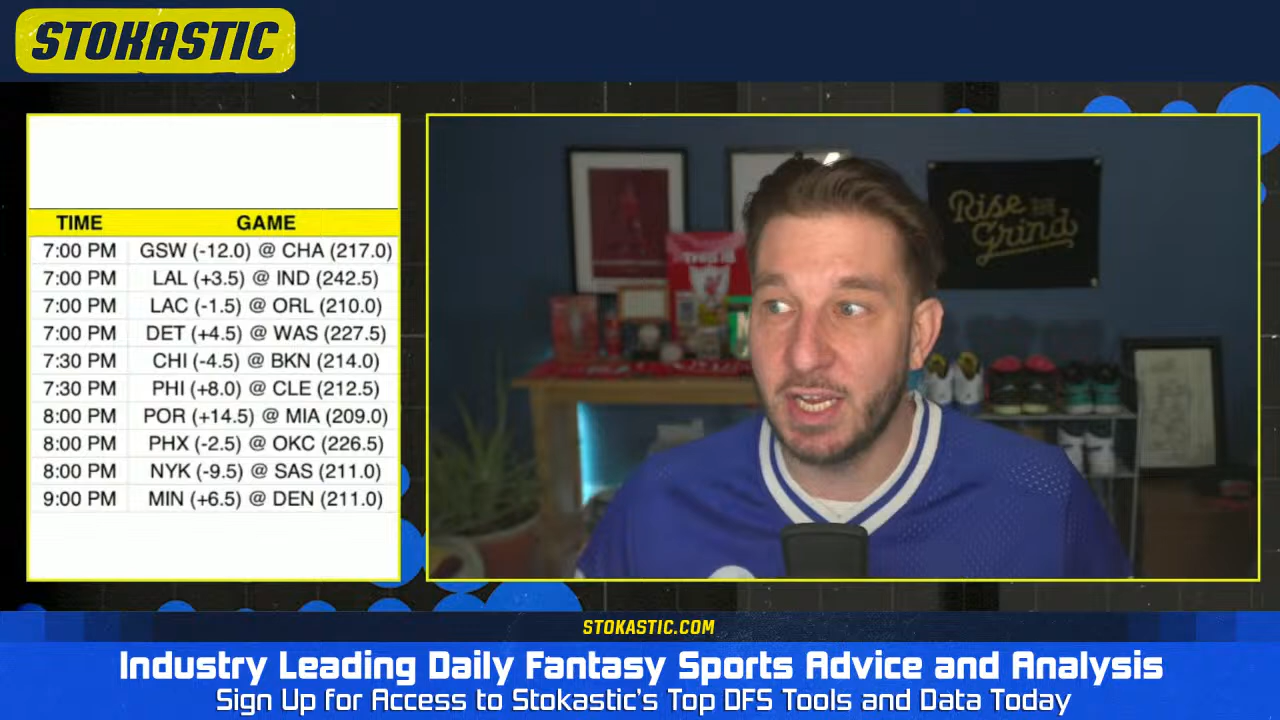 STOKASTIC
TIME GAME
7:00 PM GSW (-12.0) @ CHA (217.0)
7:00 PM LAL (+3.5) @ IND (242.5)
7:00 PM LAC (-1.5) @ ORL (210.0)
7:00 PM DET (+4.5) @ WAS (227.5)
7:30 PM CHI (-4.5) @ BKN (214.0)
7:30 PM PHI (+8.0) @ CLE (212.5)
8:00 PM POR (+14.5) @ MIA (209.0)
8:00 PM PHX (-2.5) @ OKC (226.5)
8:00 PM NYK (-9.5) @ SAS (211.0)
9:00 PM MIN (+6.5) @ DEN (211.0)
Rise
Grind
THIS IS
STOKASTIC.COM
Industry Leading Daily Fantasy Sports Advice and Analysis
Sign Up for Access to Stokastic's Top DFS Tools and Data Today